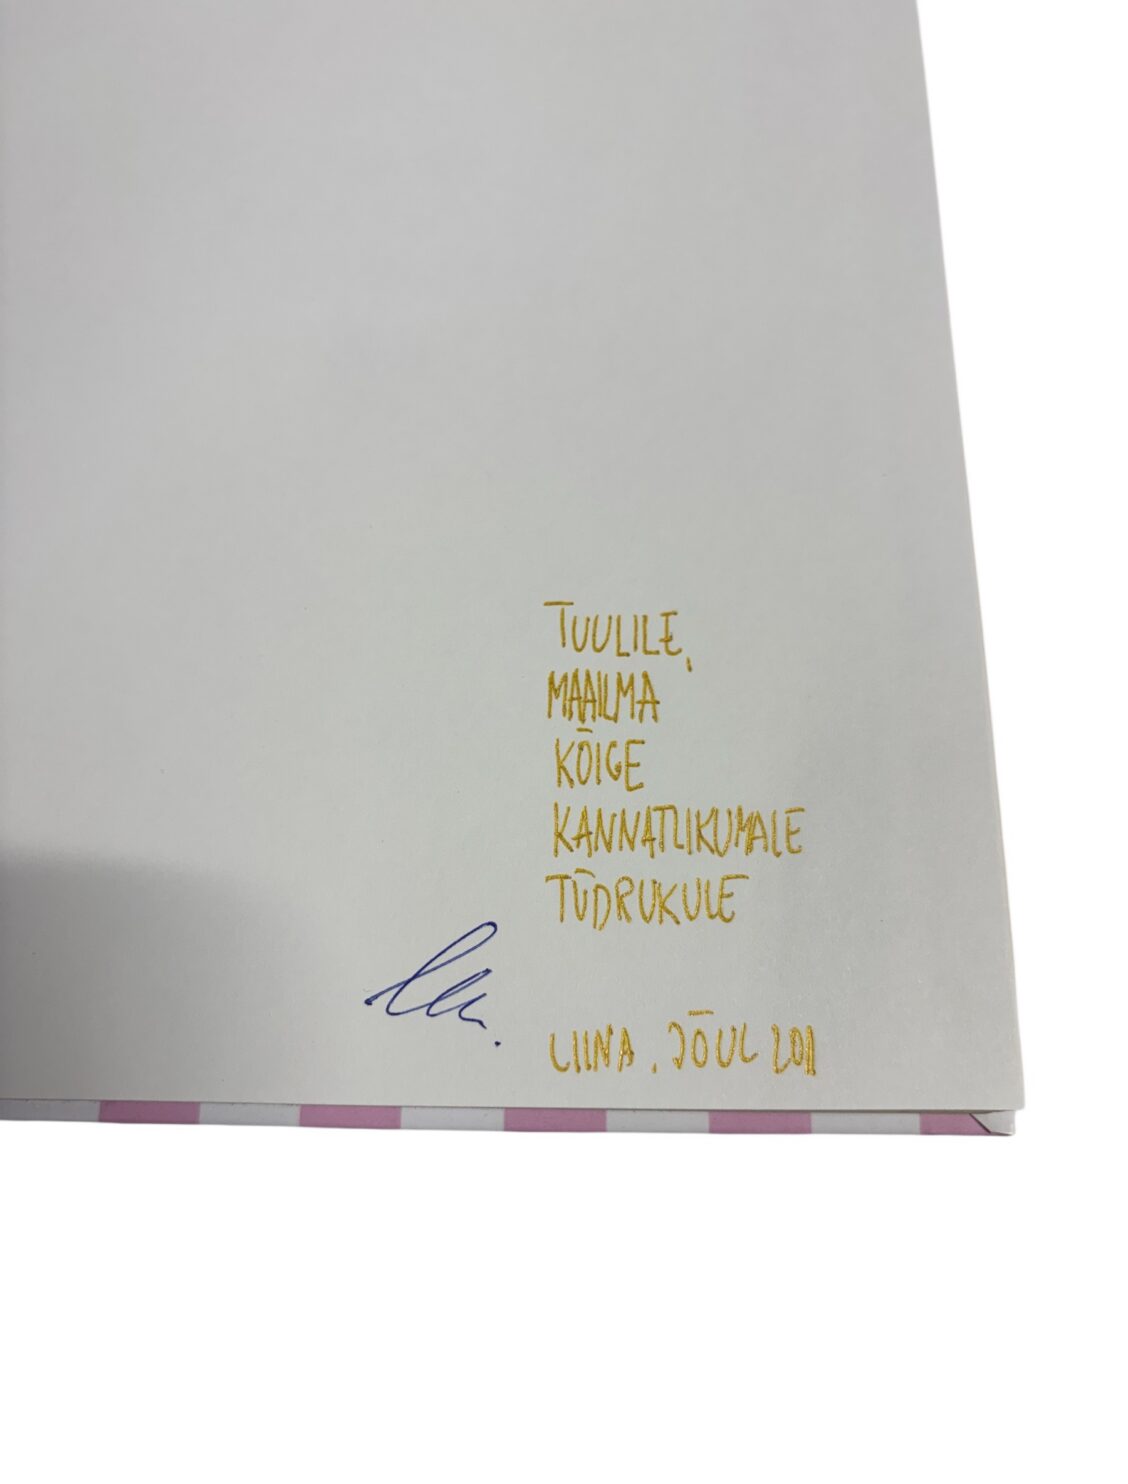 TUULILE,
MAAILMA
KÕIGE
KANNATLIKUMALE
TÜDRUKULE
LIINA. JÕUL 2011